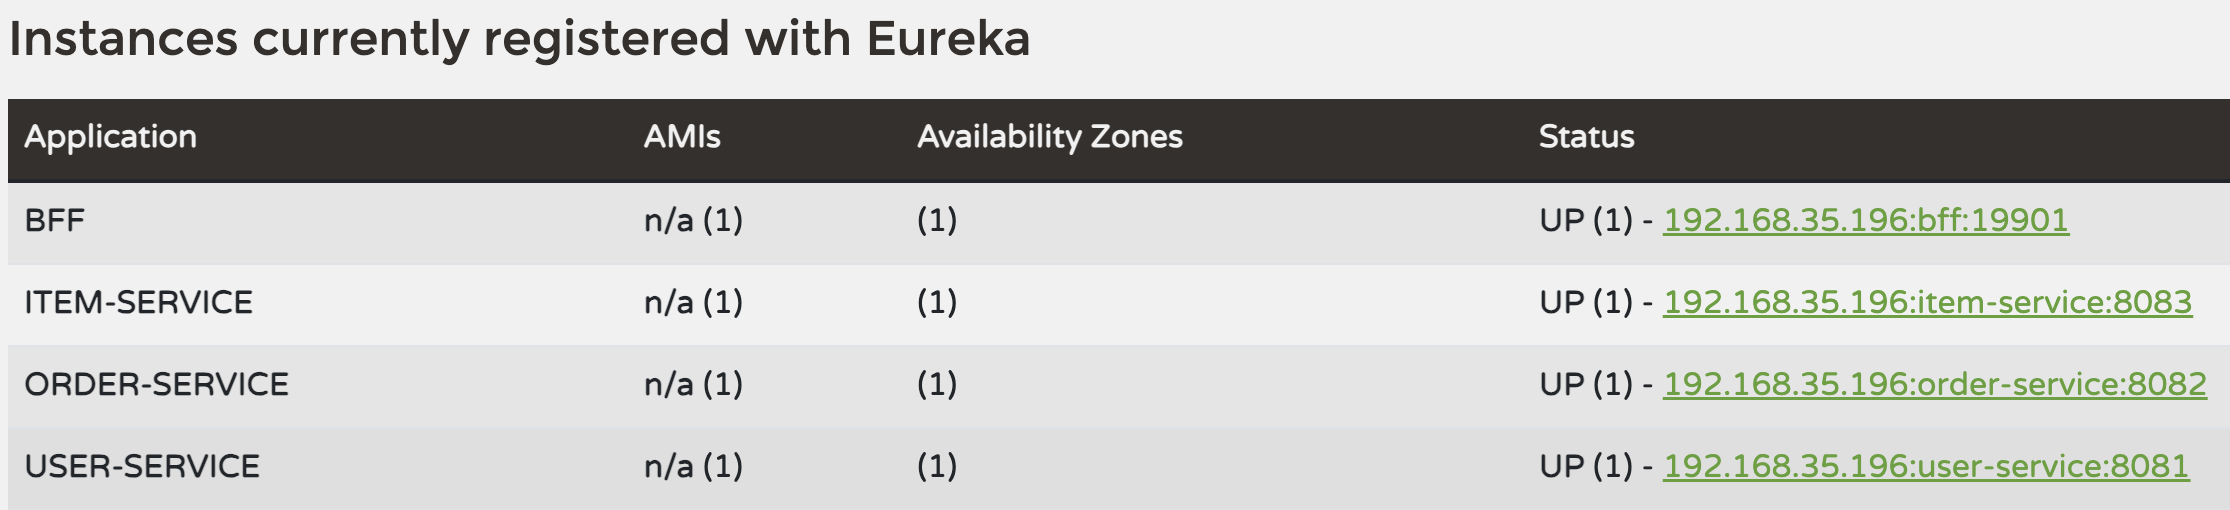 Instances currently registered with Eureka
Application AMIs Availability Zones Status
BFF n/a (1) (1) UP (1) - 192.168.35.196:bff:19901
ITEM-SERVICE n/a (1) (1) UP (1) - 192.168.35.196:item-service:8083
ORDER-SERVICE n/a (1) (1) UP (1) - 192.168.35.196:order-service:8082
USER-SERVICE n/a (1) (1) UP (1) - 192.168.35.196:user-service:8081